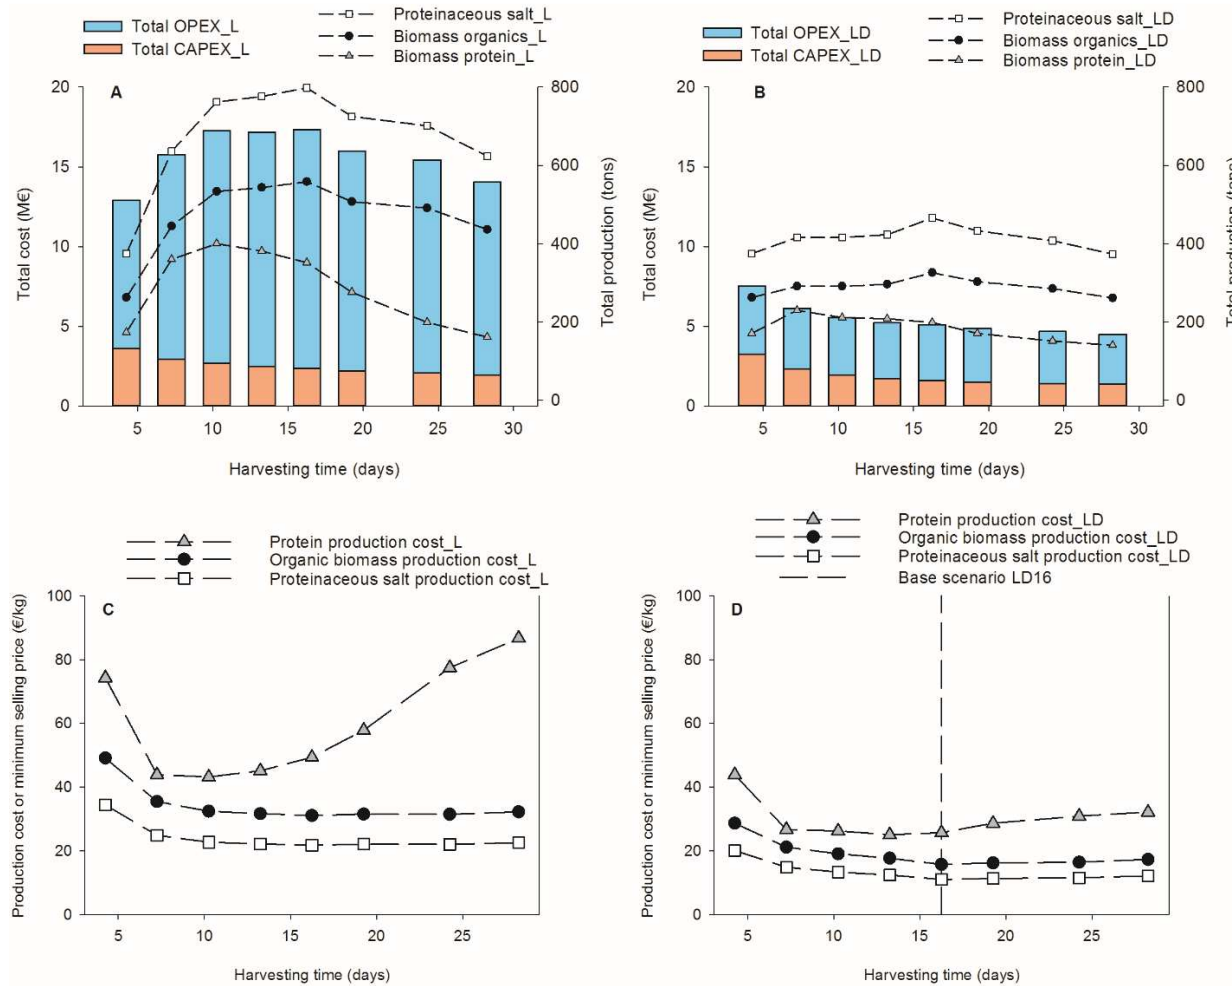 Total OPEX_L
Total CAPEX_L
Proteinaceous salt_L
Biomass organics_L
Biomass protein_L
A
20
15
10
5
0
Total cost (M€)
800
600
400
200
0
Total production (tons)
5 10 15 20 25 30
Harvesting time (days)
Total OPEX_LD
Total CAPEX_LD
Proteinaceous salt_LD
Biomass organics_LD
Biomass protein_LD
B
20
15
10
5
0
Total cost (M€)
800
600
400
200
0
Total production (tons)
5 10 15 20 25 30
Harvesting time (days)
Protein production cost_L
Organic biomass production cost_L
Proteinaceous salt production cost_L
C
100
80
60
40
20
0
Production cost or minimum selling price (€/kg)
5 10 15 20 25
Harvesting time (days)
Protein production cost_LD
Organic biomass production cost_LD
Proteinaceous salt production cost_LD
Base scenario LD16
D
100
80
60
40
20
0
Production cost or minimum selling price (€/kg)
5 10 15 20 25
Harvesting time (days)